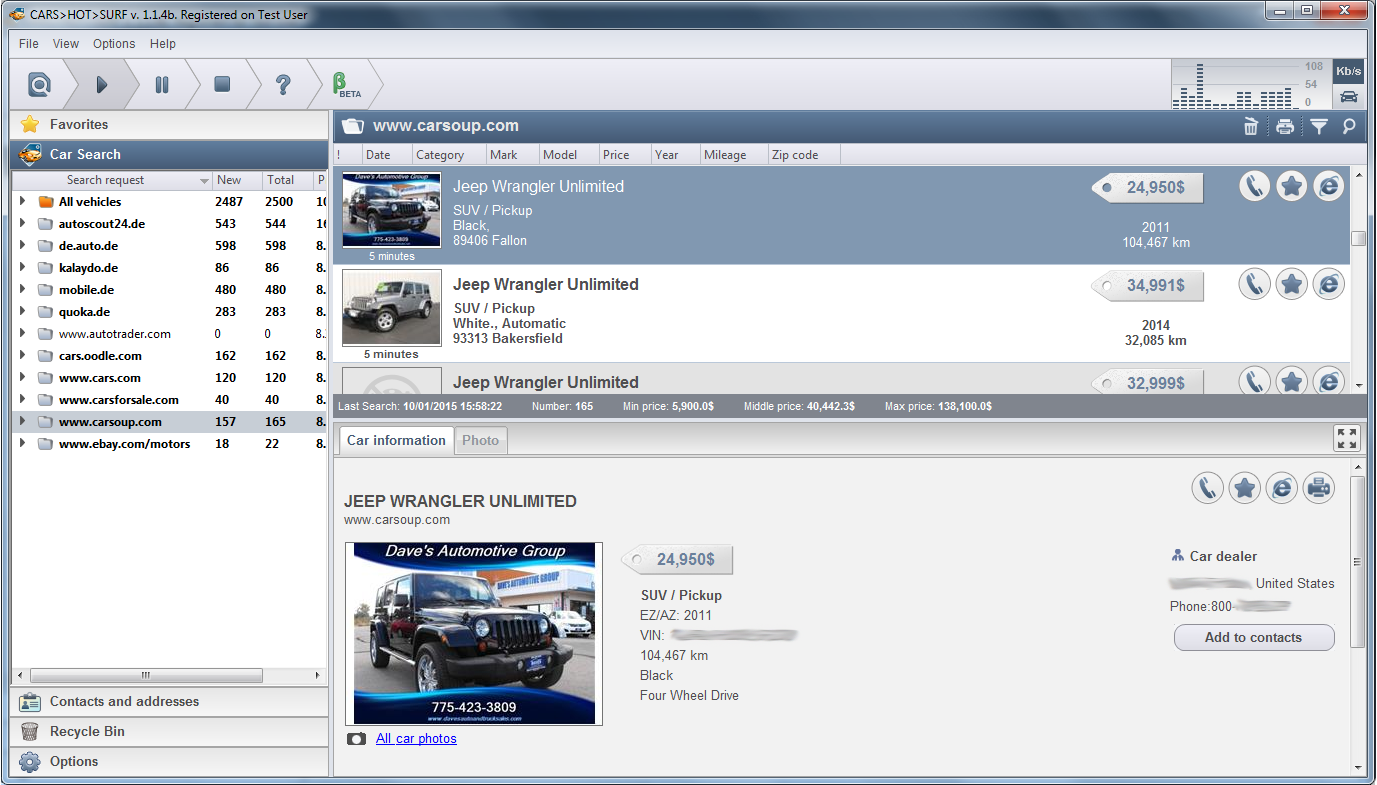 CARS>HOT>SURF v. 1.1.4b. Registered on Test User
File View Options Help
BETA
108
54
0
Kb/s
Favorites
Car Search
Search request New Total P
All vehicles 2487 2500 10
autoscout24.de 543 544 16
de.auto.de 598 598 8.
kalaydo.de 86 86 8.
mobile.de 480 480 8.
quoka.de 283 283 8.
www.autotrader.com 0 0 8.
cars.oodle.com 162 162 8.
www.cars.com 120 120 8.
www.carsforsale.com 40 40 8.
www.carsoup.com 157 165 8.
www.ebay.com/motors 18 22 8.
Contacts and addresses
Recycle Bin
Options
www.carsoup.com
! Date Category Mark Model Price Year Mileage Zip code
Dave's Automotive Group
775-423-3809
5 minutes
Jeep Wrangler Unlimited
SUV / Pickup
Black,
89406 Fallon
24,950$
2011
104,467 km
5 minutes
Jeep Wrangler Unlimited
SUV / Pickup
White., Automatic
93313 Bakersfield
34,991$
2014
32,085 km
Jeep Wrangler Unlimited
32,999$
Last Search: 10/01/2015 15:58:22 Number: 165 Min price: 5,900.0$ Middle price: 40,442.3$ Max price: 138,100.0$
Car information Photo
JEEP WRANGLER UNLIMITED
www.carsoup.com
Dave's Automotive Group
DAVE'S AUTOMOTIVE GROUP
775-423-3809
www.davesautoandtrucksales.com
All car photos
24,950$
SUV / Pickup
EZ/AZ: 2011
VIN:
104,467 km
Black
Four Wheel Drive
Car dealer
United States
Phone:800-
Add to contacts